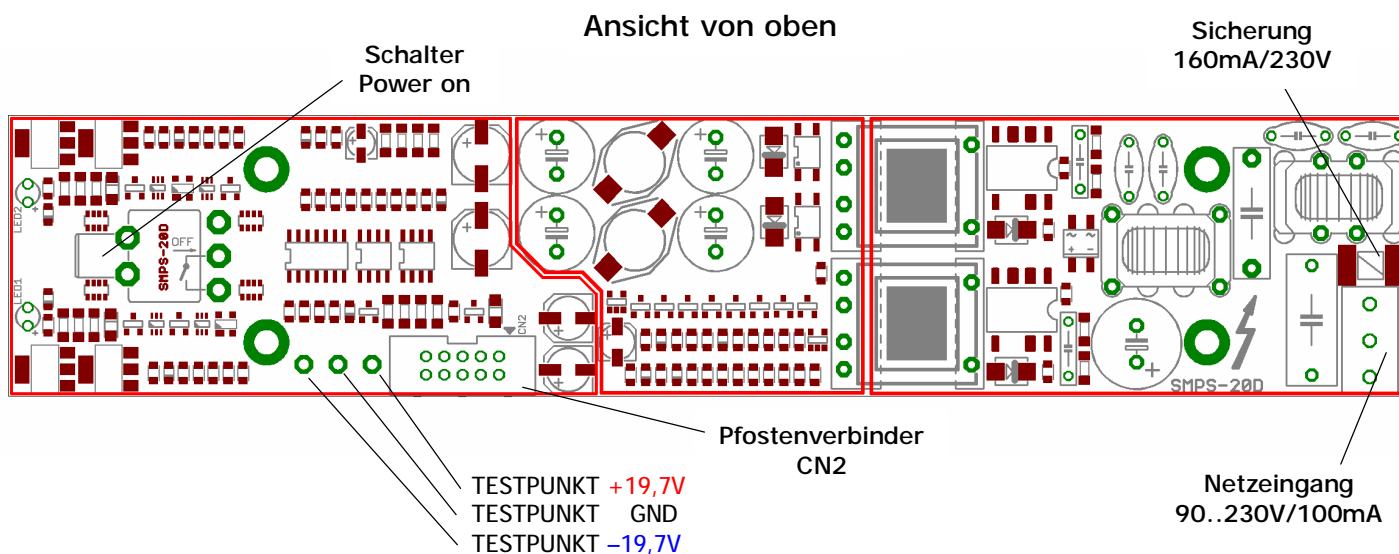 Ansicht von oben
Schalter
Power on
Sicherung
160mA/230V
LED2
SMPS-20D
OFF
LED1
CN2
SMPS-20D
Pfostenverbinder
CN2
TESTPUNKT +19,7V
TESTPUNKT GND
TESTPUNKT –19,7V
Netzeingang
90..230V/100mA